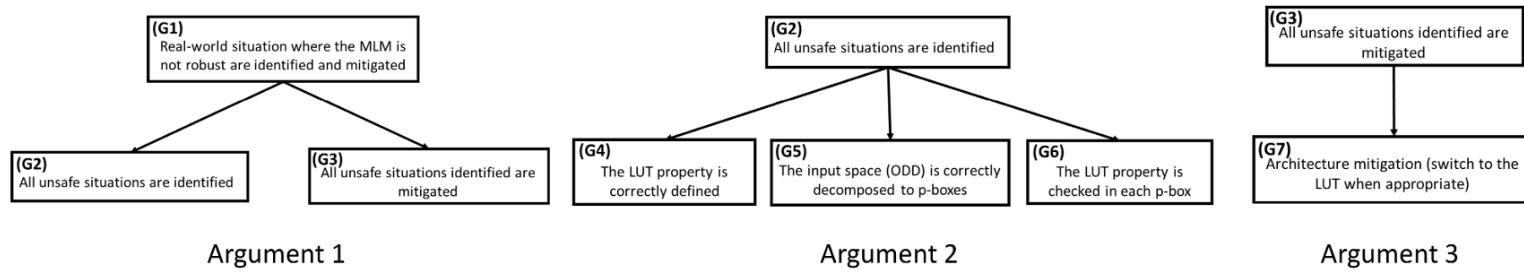 (G1)
Real-world situation where the MLM is
not robust are identified and mitigated
(G2)
All unsafe situations are identified
(G3)
All unsafe situations identified are
mitigated
Argument 1
(G2)
All unsafe situations are identified
(G4)
The LUT property is
correctly defined
(G5)
The input space (ODD) is correctly
decomposed to p-boxes
(G6)
The LUT property is
checked in each p-box
Argument 2
(G3)
All unsafe situations identified are
mitigated
(G7)
Architecture mitigation (switch to the
LUT when appropriate)
Argument 3